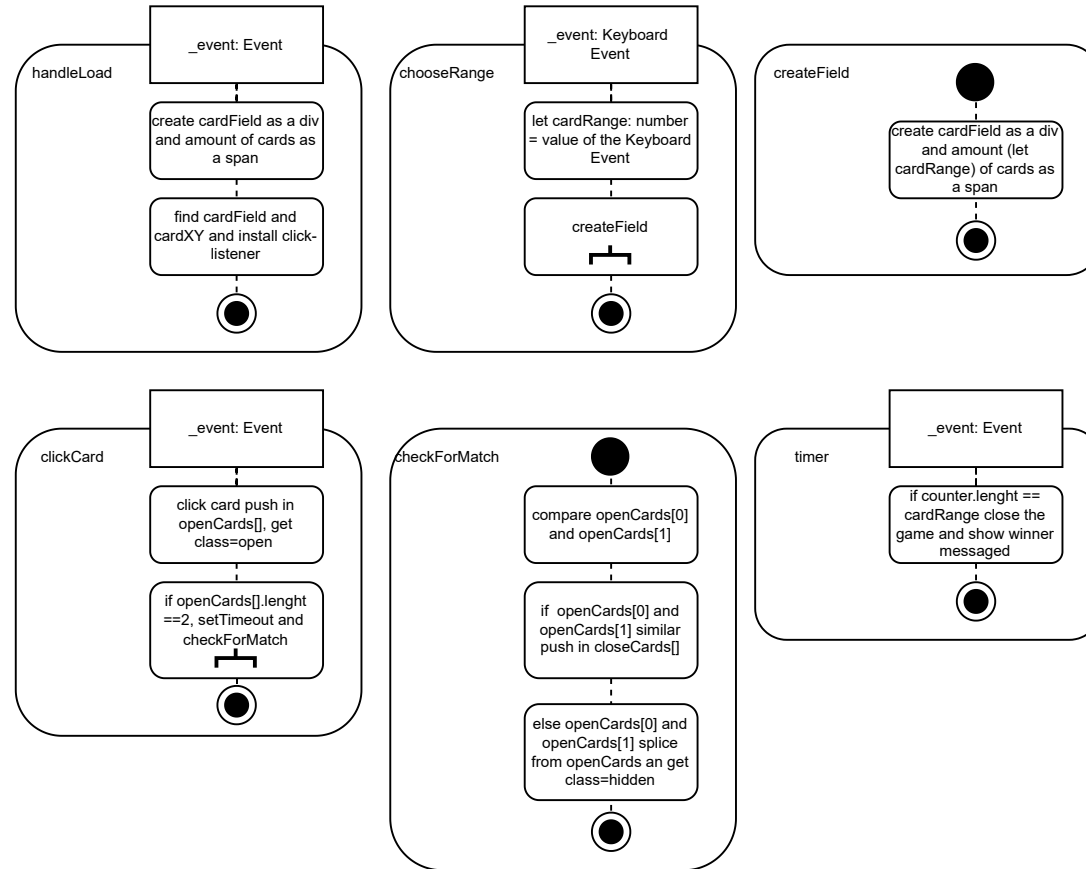 _event: Event
handleLoad
create cardField as a div
and amount of cards as
a span
find cardField and
cardXY and install click-
listener
_event: Keyboard
Event
chooseRange
let cardRange: number
= value of the Keyboard
Event
createField
createField
create cardField as a div
and amount (let
cardRange) of cards as
a span
_event: Event
clickCard
click card push in
openCards[], get
class=open
if openCards[].lenght
==2, setTimeout and
checkForMatch
checkForMatch
compare openCards[0]
and openCards[1]
if  openCards[0] and
openCards[1] similar
push in closeCards[]
else openCards[0] and
openCards[1] splice
from openCards an get
class=hidden
_event: Event
timer
if counter.lenght ==
cardRange close the
game and show winner
messaged